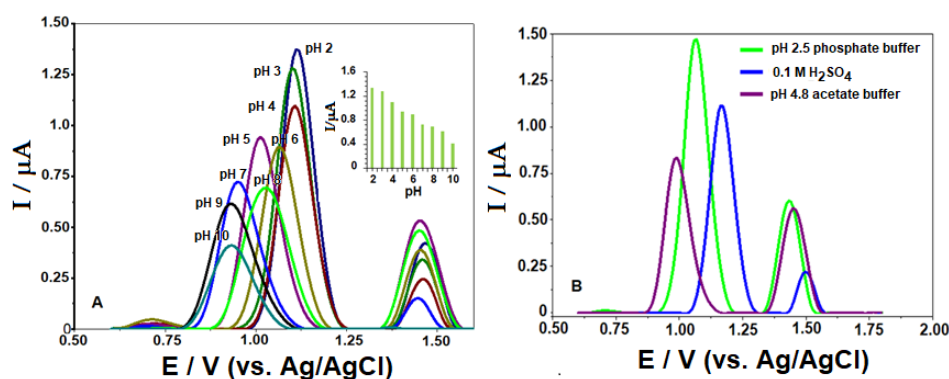 1.50
1.25
1.00
0.75
0.50
0.25
0
I / µA
pH 2
pH 3
pH 4
pH 5
pH 6
pH 7
pH 8
pH 9
pH 10
1.6
1.2
0.8
0.4
0
I/µA
2 4 6 8 10
pH
A
0.50 0.75 1.00 1.25 1.50
E / V (vs. Ag/AgCl)
1.50
1.25
1.00
0.75
0.50
0.25
0
I / µA
pH 2.5 phosphate buffer
0.1 M H₂SO₄
pH 4.8 acetate buffer
B
0.50 0.75 1.00 1.25 1.50 1.75 2.00
E / V (vs. Ag/AgCl)